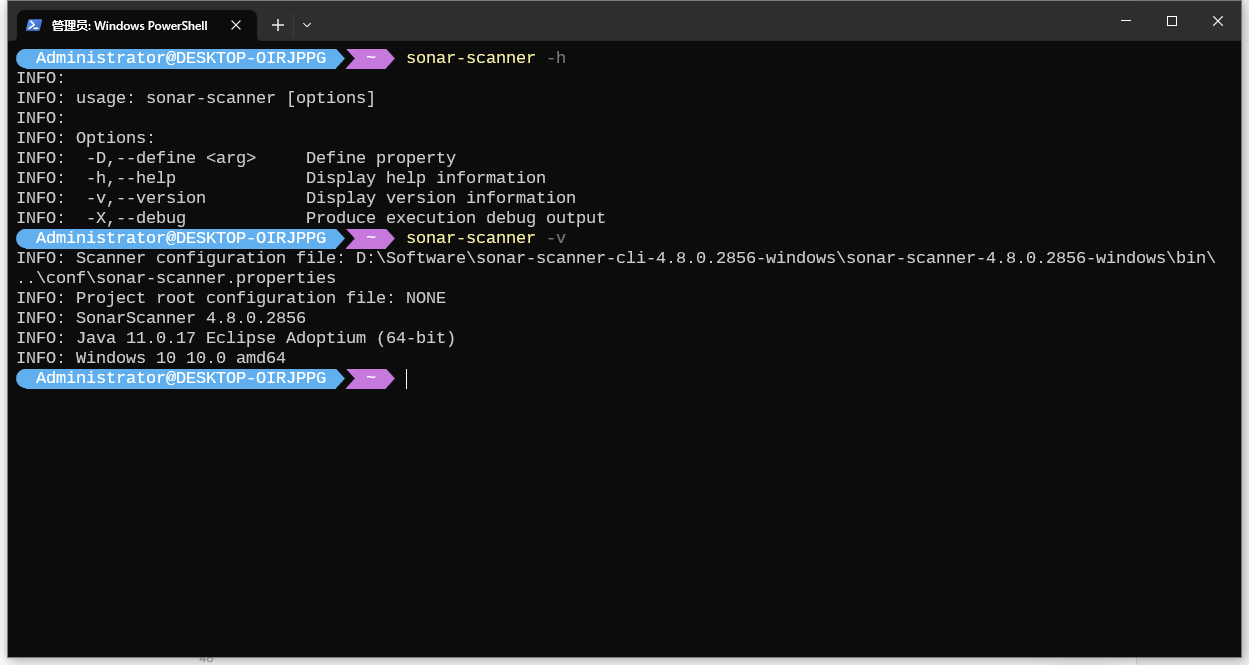 管理员: Windows PowerShell
Administrator@DESKTOP-OIRJPPG ~ sonar-scanner -h
INFO:
INFO: usage: sonar-scanner [options]
INFO:
INFO: Options:
INFO:  -D,--define <arg>     Define property
INFO:  -h,--help             Display help information
INFO:  -v,--version          Display version information
INFO:  -X,--debug            Produce execution debug output
Administrator@DESKTOP-OIRJPPG ~ sonar-scanner -v
INFO: Scanner configuration file: D:\Software\sonar-scanner-cli-4.8.0.2856-windows\sonar-scanner-4.8.0.2856-windows\bin\
..\conf\sonar-scanner.properties
INFO: Project root configuration file: NONE
INFO: SonarScanner 4.8.0.2856
INFO: Java 11.0.17 Eclipse Adoptium (64-bit)
INFO: Windows 10 10.0 amd64
Administrator@DESKTOP-OIRJPPG ~